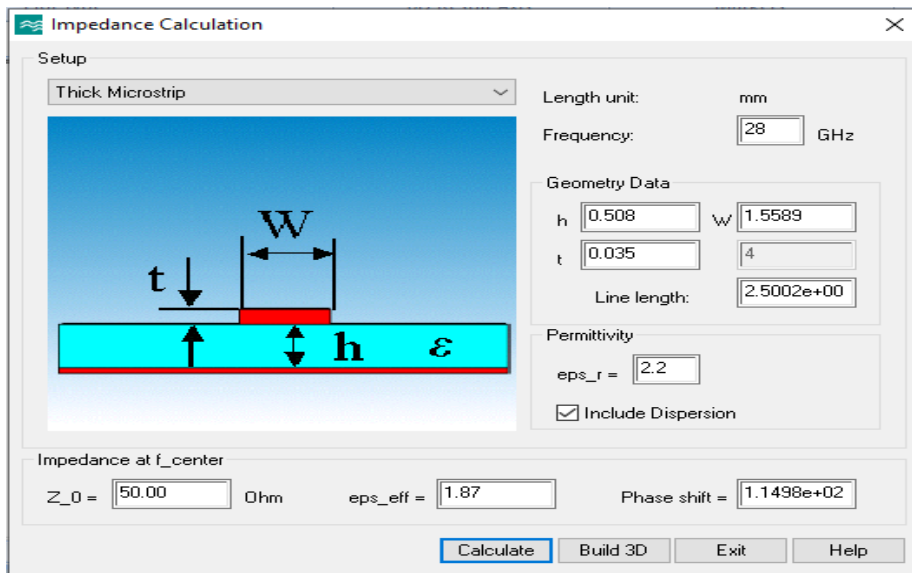 Impedance Calculation
Setup
Thick Microstrip
Length unit: mm
Frequency: 28 GHz
W
t
h ε
Geometry Data
h 0.508 W 1.5589
t 0.035 4
Line length: 2.5002e+00
Permittivity
eps_r = 2.2
Include Dispersion
Impedance at f_center
Z_0 = 50.00 Ohm eps_eff = 1.87 Phase shift = 1.1498e+02
Calculate Build 3D Exit Help